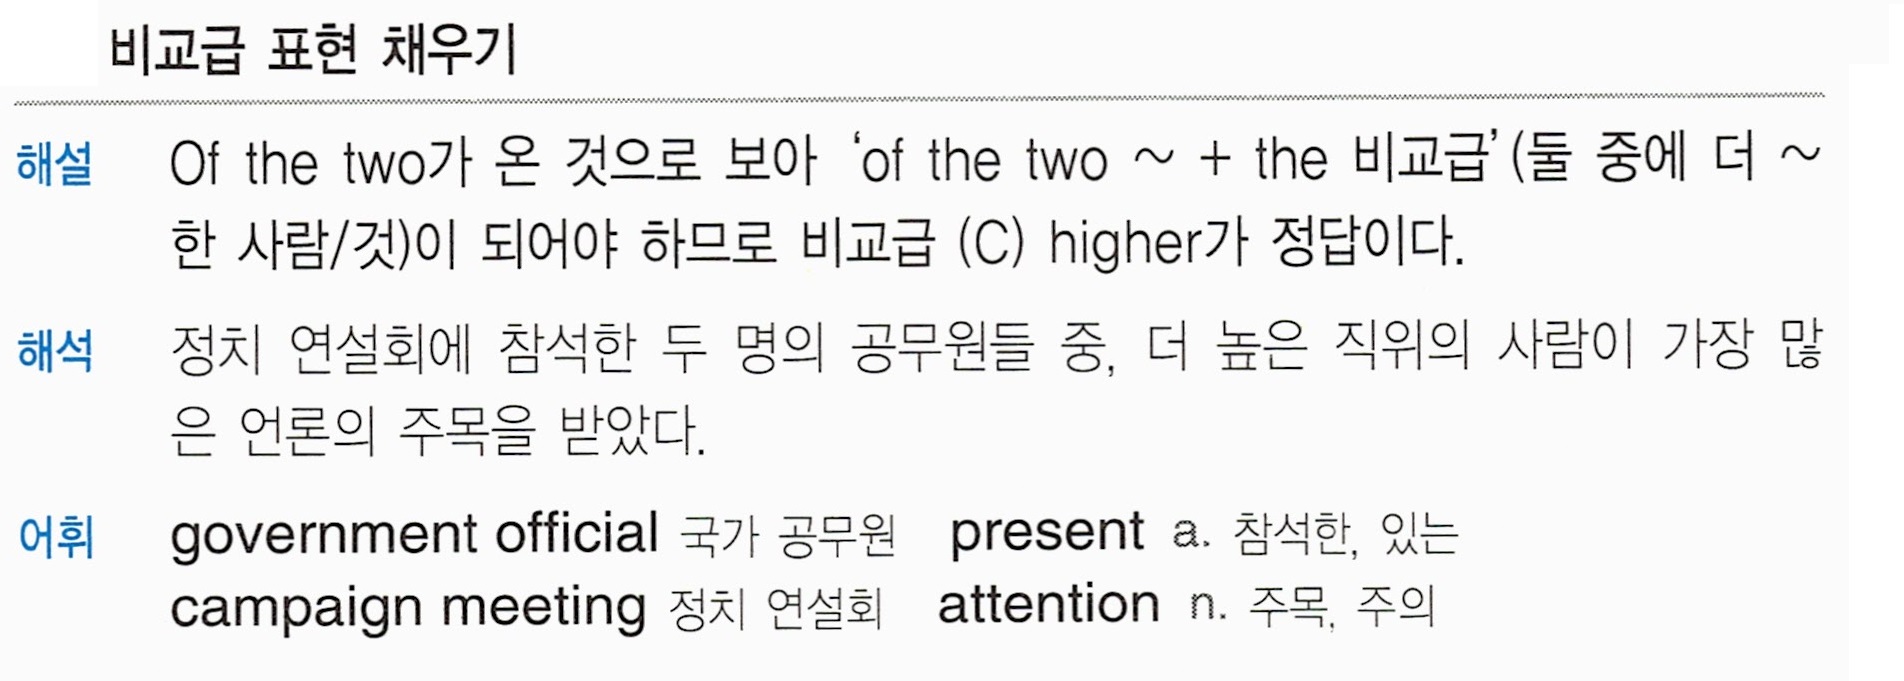 비교급 표현 채우기
해설 Of the two가 온 것으로 보아 ‘of the two ~ + the 비교급’(둘 중에 더 ~
한 사람/것)이 되어야 하므로 비교급 (C) higher가 정답이다.
해석 정치 연설회에 참석한 두 명의 공무원들 중, 더 높은 직위의 사람이 가장 많
은 언론의 주목을 받았다.
어휘 government official 국가 공무원 present a. 참석한, 있는
campaign meeting 정치 연설회 attention n. 주목, 주의